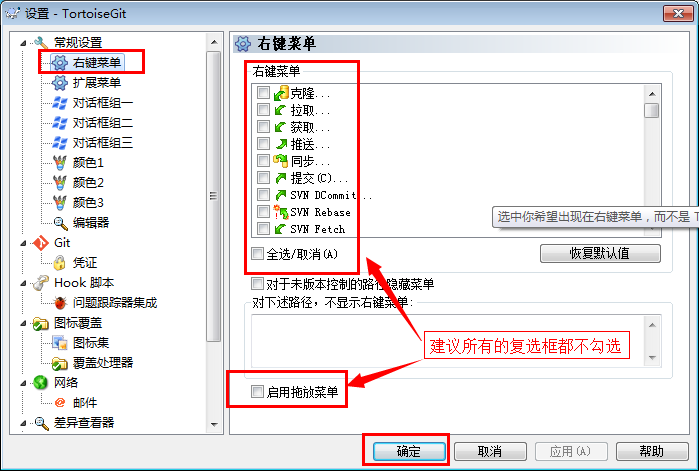 设置 - TortoiseGit
常规设置
右键菜单
扩展菜单
对话框组一
对话框组二
对话框组三
颜色1
颜色2
颜色3
编辑器
Git
凭证
Hook 脚本
问题跟踪器集成
图标覆盖
图标集
覆盖处理器
网络
邮件
差异查看器
右键菜单
右键菜单
克隆...
拉取...
获取...
推送...
同步...
提交(C)...
SVN DCommit...
SVN Rebase
SVN Fetch
选中你希望出现在右键菜单，而不是 T
全选/取消(A)
恢复默认值
对于未版本控制的路径隐藏菜单
对下述路径，不显示右键菜单:
建议所有的复选框都不勾选
启用拖放菜单
确定
取消
应用(A)
帮助